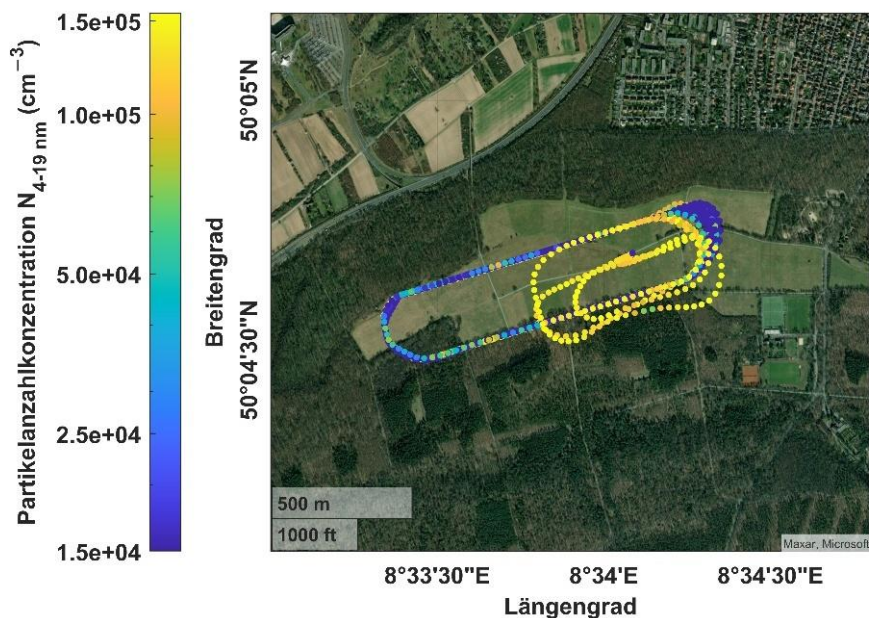 Partikelanzahlkonzentration N4-19 nm (cm−3)
1.5e+05
1.0e+05
5.0e+04
2.5e+04
1.5e+04
Breitengrad
50°05'N
50°04'30"N
500 m
1000 ft
Maxar, Microsoft
8°33'30"E
8°34'E
8°34'30"E
Längengrad